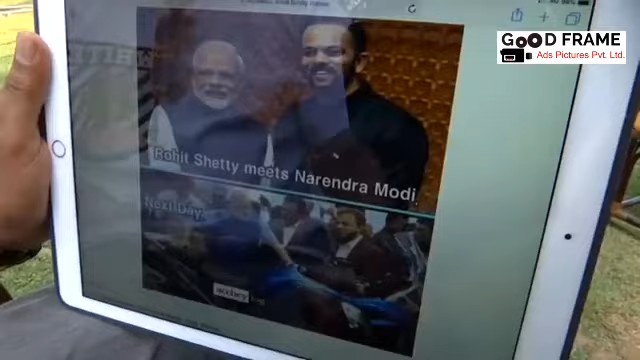 GOOD FRAME
Ads Pictures Pvt. Ltd.
Rohit Shetty meets Narendra Modi.
Next Day.